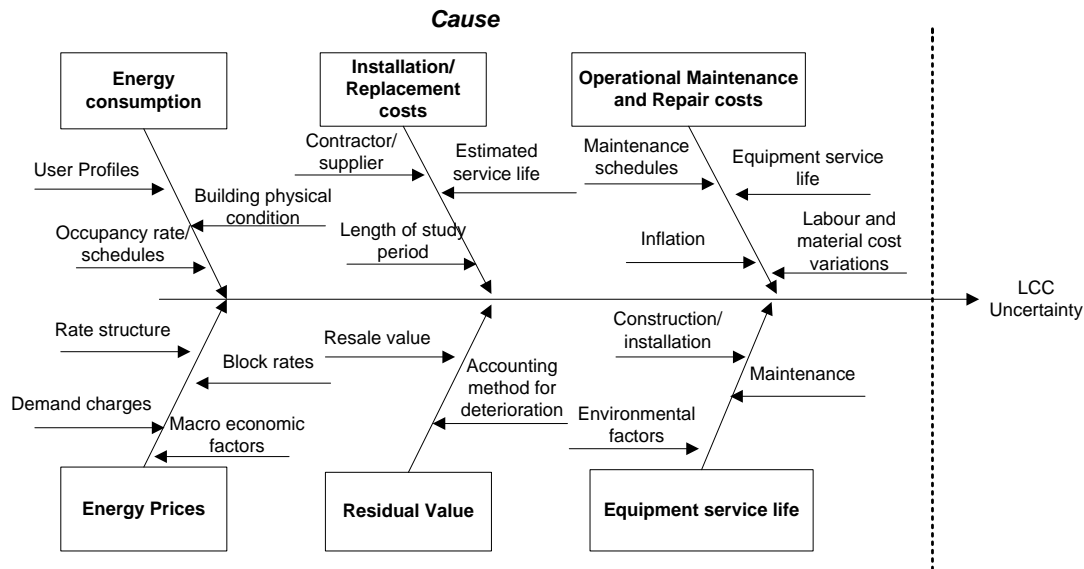 Cause
Energy
consumption
Installation/
Replacement
costs
Operational Maintenance
and Repair costs
User Profiles
Building physical
condition
Occupancy rate/
schedules
Contractor/
supplier
Estimated
service life
Length of study
period
Maintenance
schedules
Equipment service
life
Inflation
Labour and
material cost
variations
LCC
Uncertainty
Rate structure
Block rates
Demand charges
Macro economic
factors
Resale value
Accounting
method for
deterioration
Construction/
installation
Maintenance
Environmental
factors
Energy Prices
Residual Value
Equipment service life